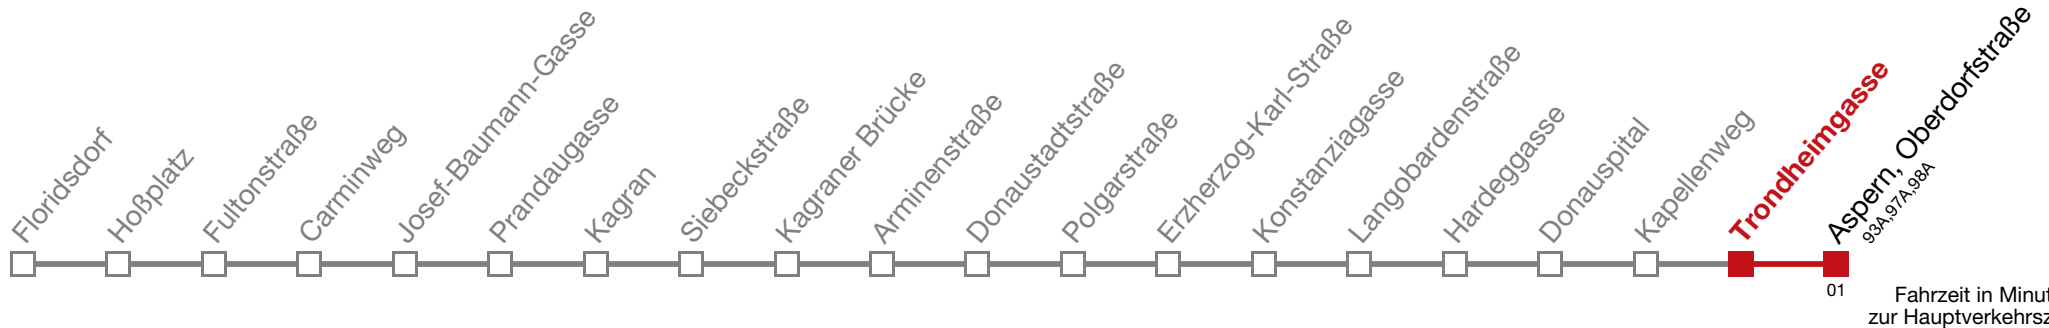 Floridsdorf
Hoßplatz
Fultonstraße
Carminweg
Josef-Baumann-Gasse
Prandaugasse
Kagran
Siebeckstraße
Kagraner Brücke
Arminenstraße
Donaustadtstraße
Polgarstraße
Erzherzog-Karl-Straße
Konstanziagasse
Langobardenstraße
Hardeggasse
Donauspital
Kapellenweg
Trondheimgasse
Aspern, Oberdorfstraße
93A,97A,98A
01
Fahrzeit in Minut
zur Hauptverkehrsz